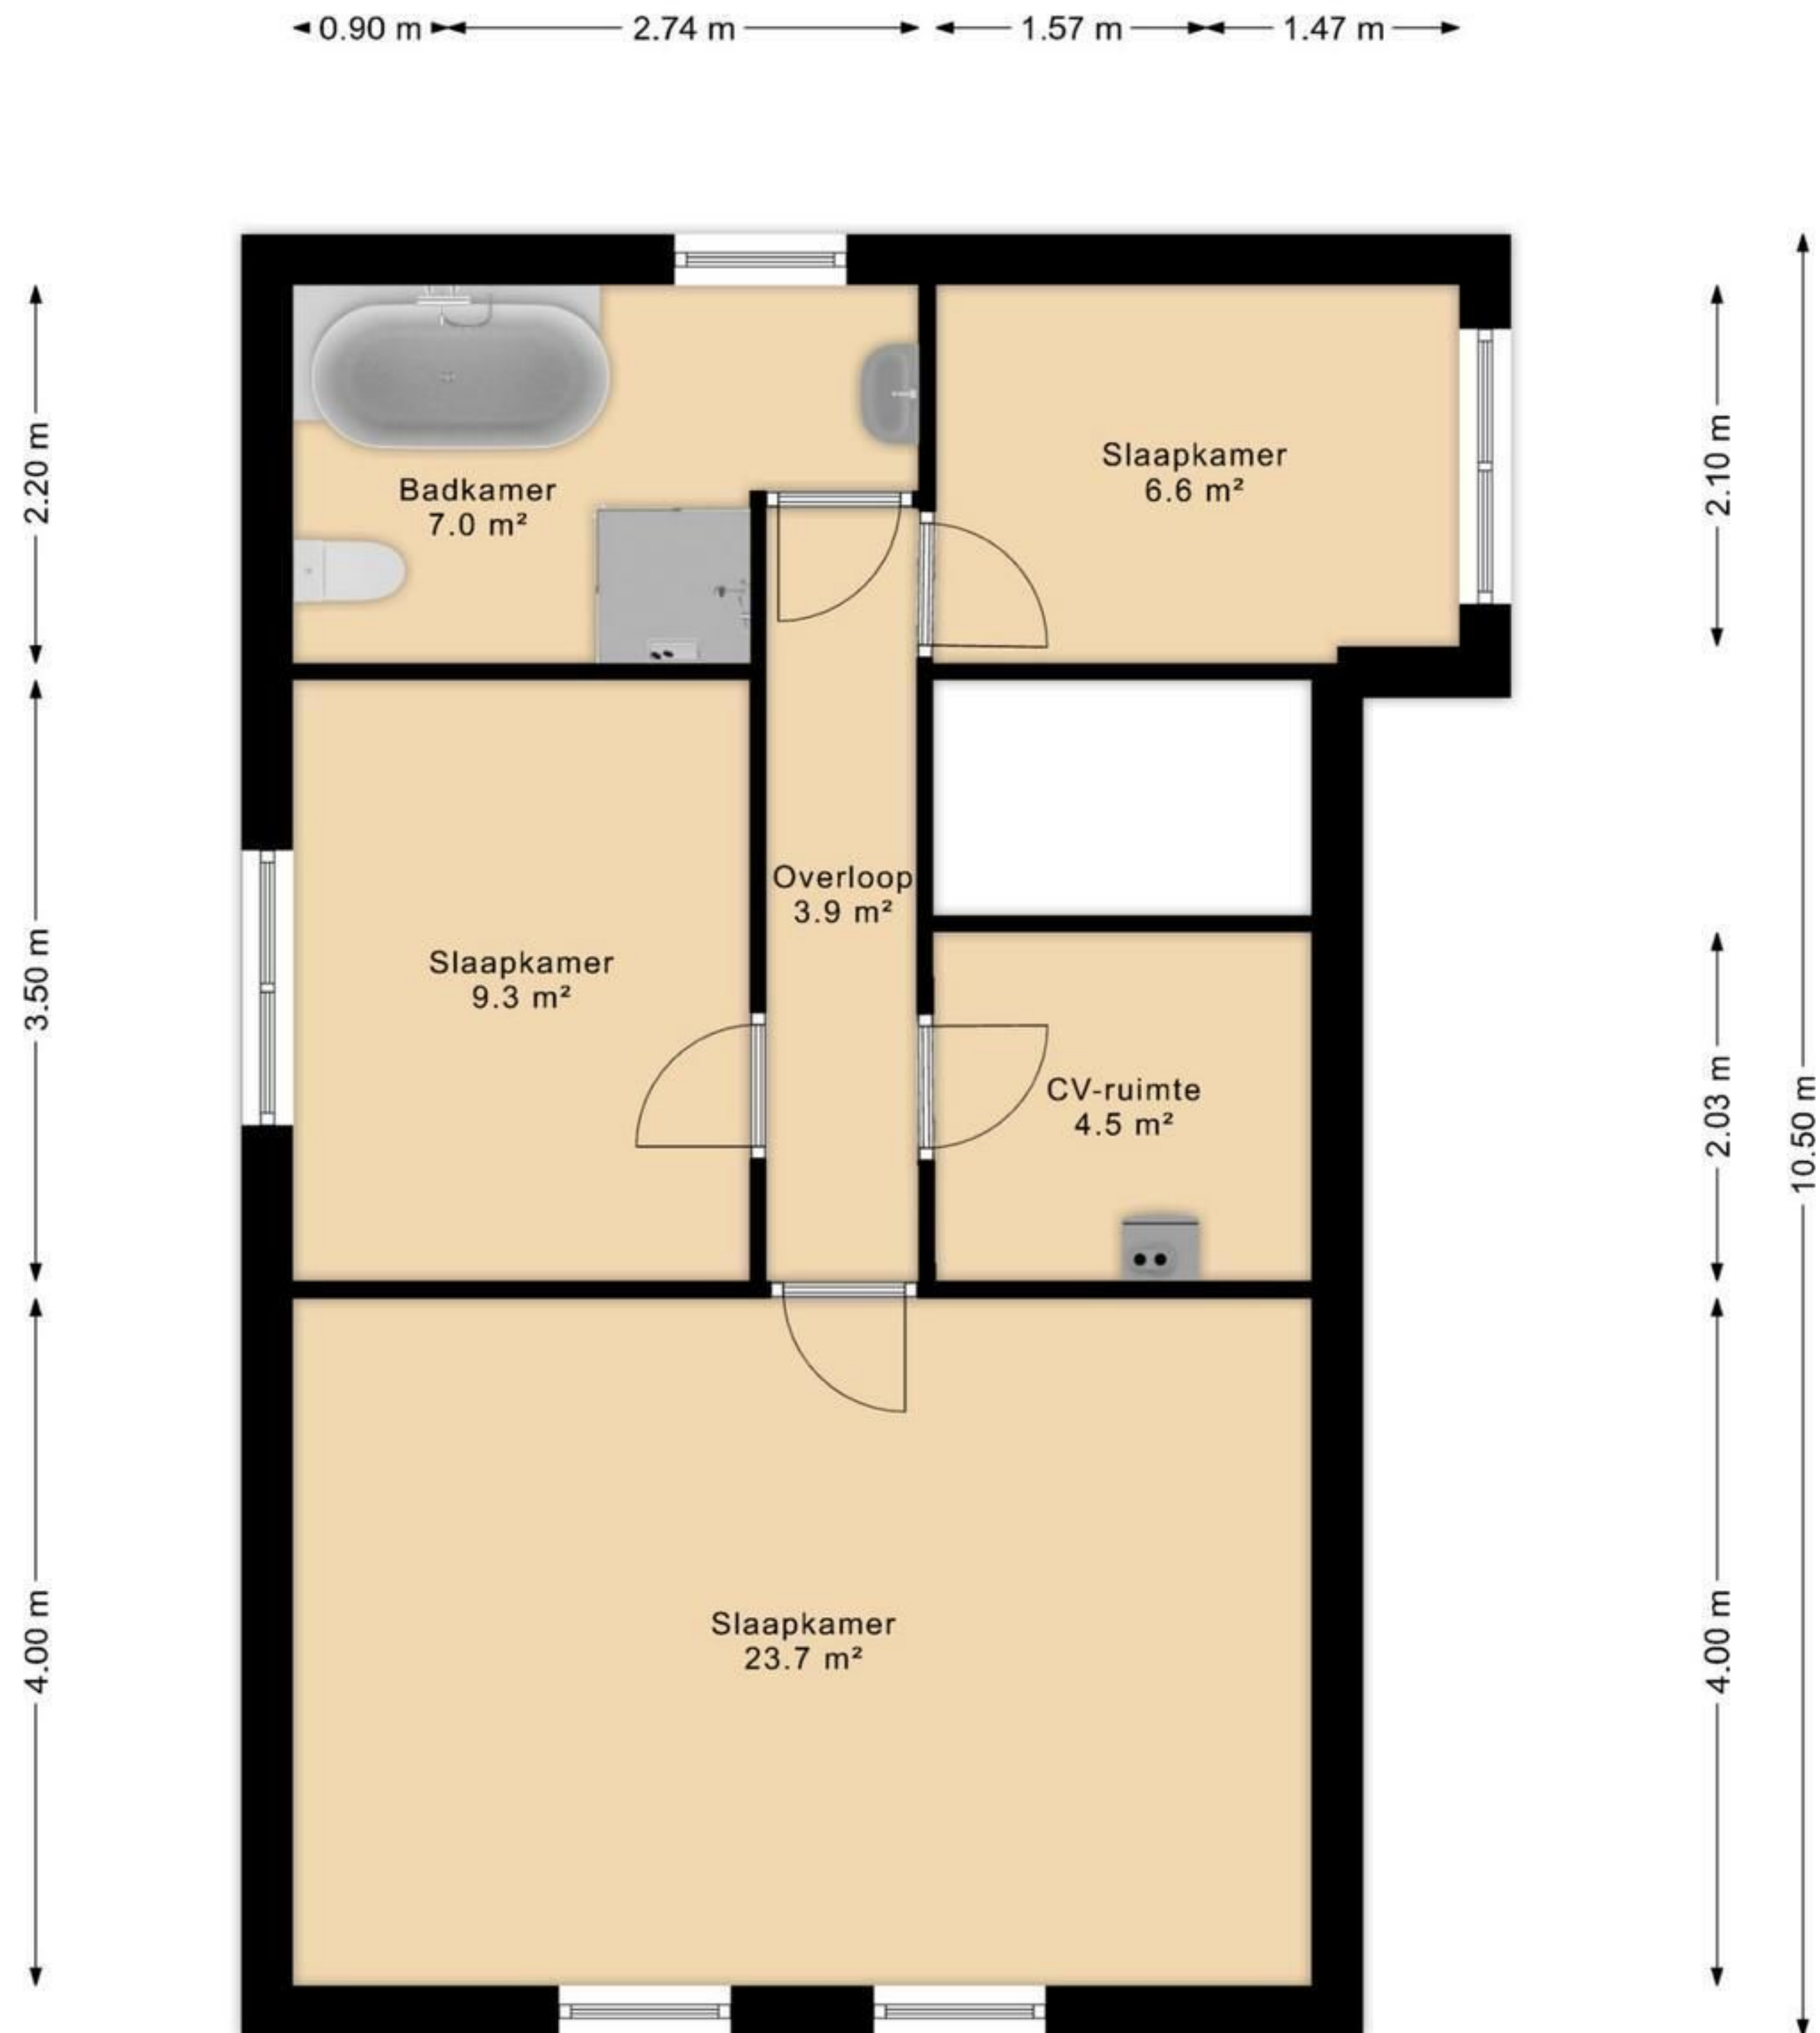 0.90 m
2.74 m
1.57 m
1.47 m
2.20 m
2.10 m
Slaapkamer
6.6 m²
Badkamer
7.0 m²
Overloop
3.9 m²
3.50 m
Slaapkamer
9.3 m²
CV-ruimte
4.5 m²
2.03 m
10.50 m
Slaapkamer
23.7 m²
4.00 m
4.00 m